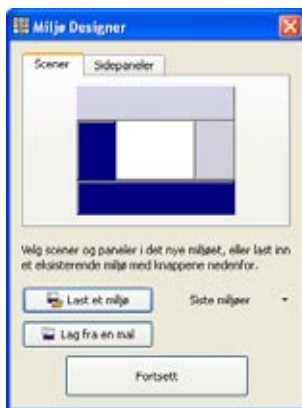 Miljø Designer
Scener Sidepaneler
Velg scener og paneler i det nye miljøet, eller last inn
et eksisterende miljø med knappene nedenfor.
Last et miljø Siste miljøer
Lag fra en mal
Fortsett